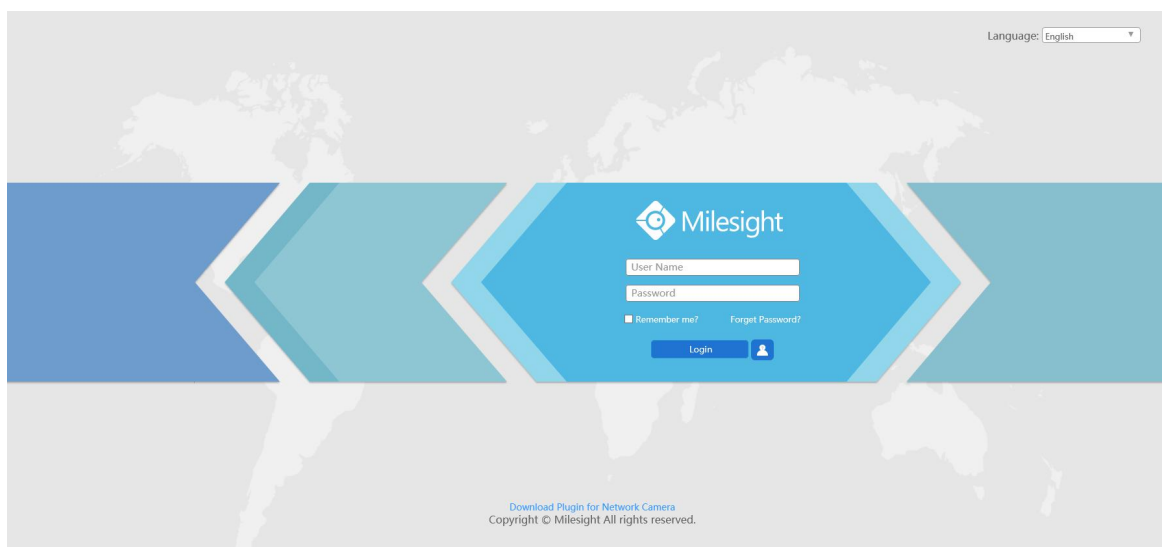 Language: English
Milesight
User Name
Password
Remember me? Forget Password?
Login
Download Plugin for Network Camera
Copyright © Milesight All rights reserved.